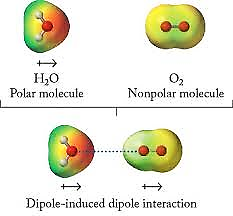 H₂O
Polar molecule
O₂
Nonpolar molecule
Dipole-induced dipole interaction